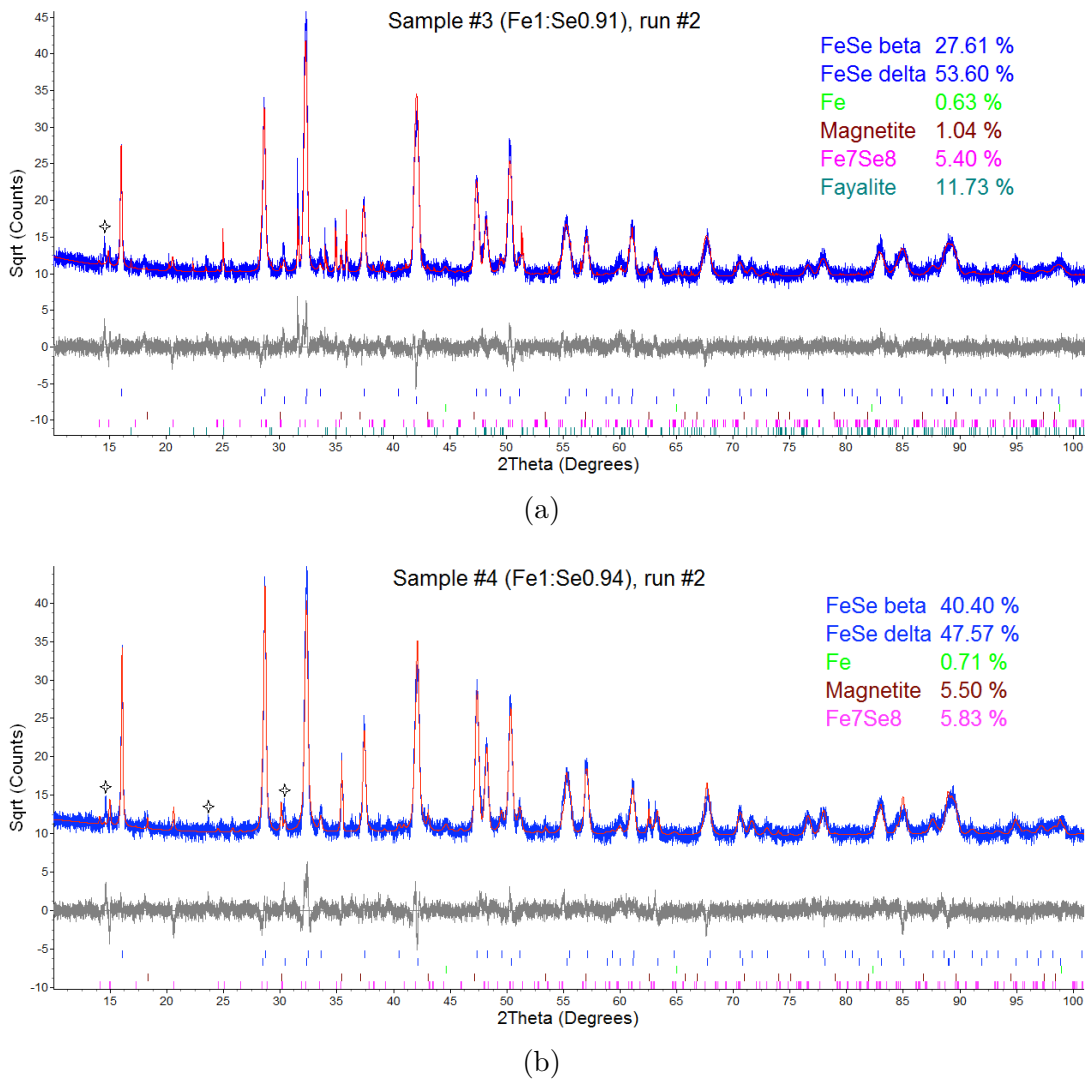 Sample #3 (Fe1:Se0.91), run #2
FeSe beta 27.61 %
FeSe delta 53.60 %
Fe 0.63 %
Magnetite 1.04 %
Fe7Se8 5.40 %
Fayalite 11.73 %
Sqrt (Counts)
45
40
35
30
25
20
15
10
5
0
-5
-10
15 20 25 30 35 40 45 50 55 60 65 70 75 80 85 90 95 100
2Theta (Degrees)
(a)
Sample #4 (Fe1:Se0.94), run #2
FeSe beta 40.40 %
FeSe delta 47.57 %
Fe 0.71 %
Magnetite 5.50 %
Fe7Se8 5.83 %
Sqrt (Counts)
40
35
30
25
20
15
10
5
0
-5
-10
15 20 25 30 35 40 45 50 55 60 65 70 75 80 85 90 95 100
2Theta (Degrees)
(b)